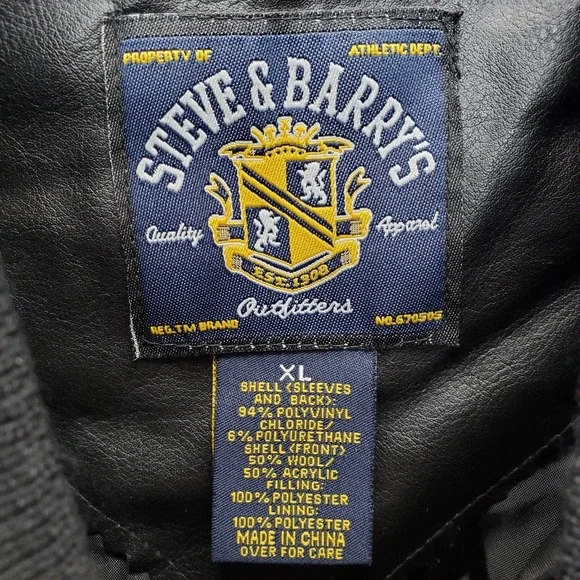 PROPERTY OF ATHLETIC DEPT.
STEVE & BARRY'S
Quality Apparel
EST. 1908
Outfitters
REG.TM BRAND NO.670505
XL
SHELL (SLEEVES
AND BACK):
94% POLYVINYL
CHLORIDE/
6% POLYURETHANE
SHELL (FRONT)
50% WOOL/
50% ACRYLIC
FILLING:
100% POLYESTER
LINING:
100% POLYESTER
MADE IN CHINA
OVER FOR CARE